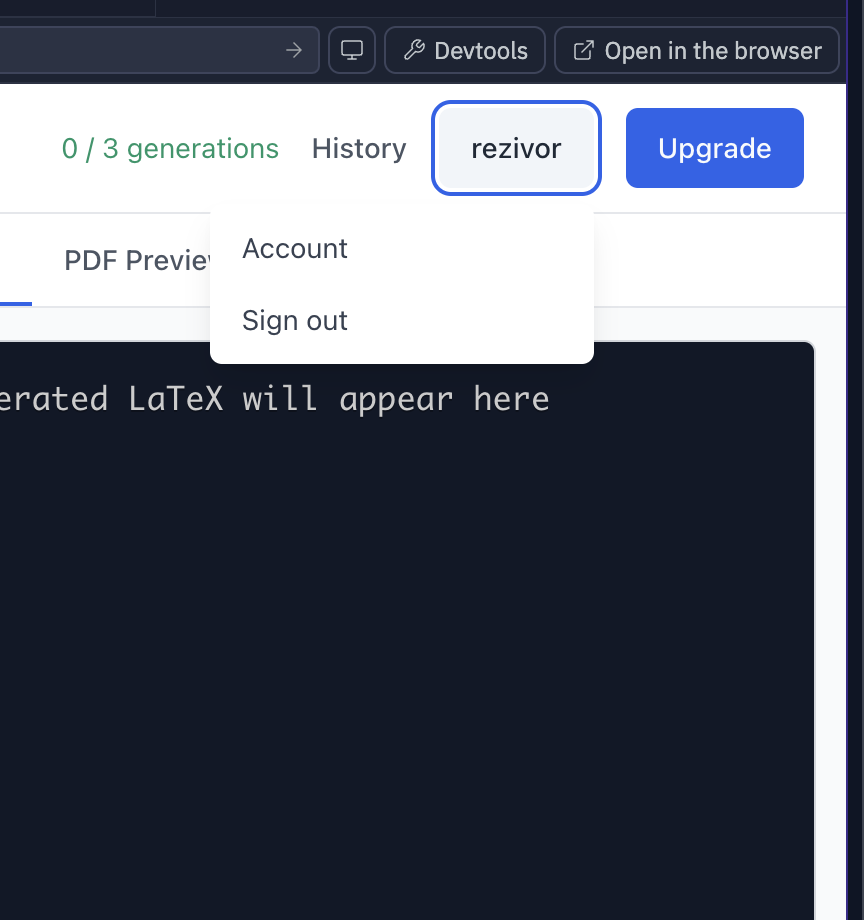 Devtools
Open in the browser
0 / 3 generations
History
rezivor
Upgrade
PDF Preview
Account
Sign out
erated LaTeX will appear here